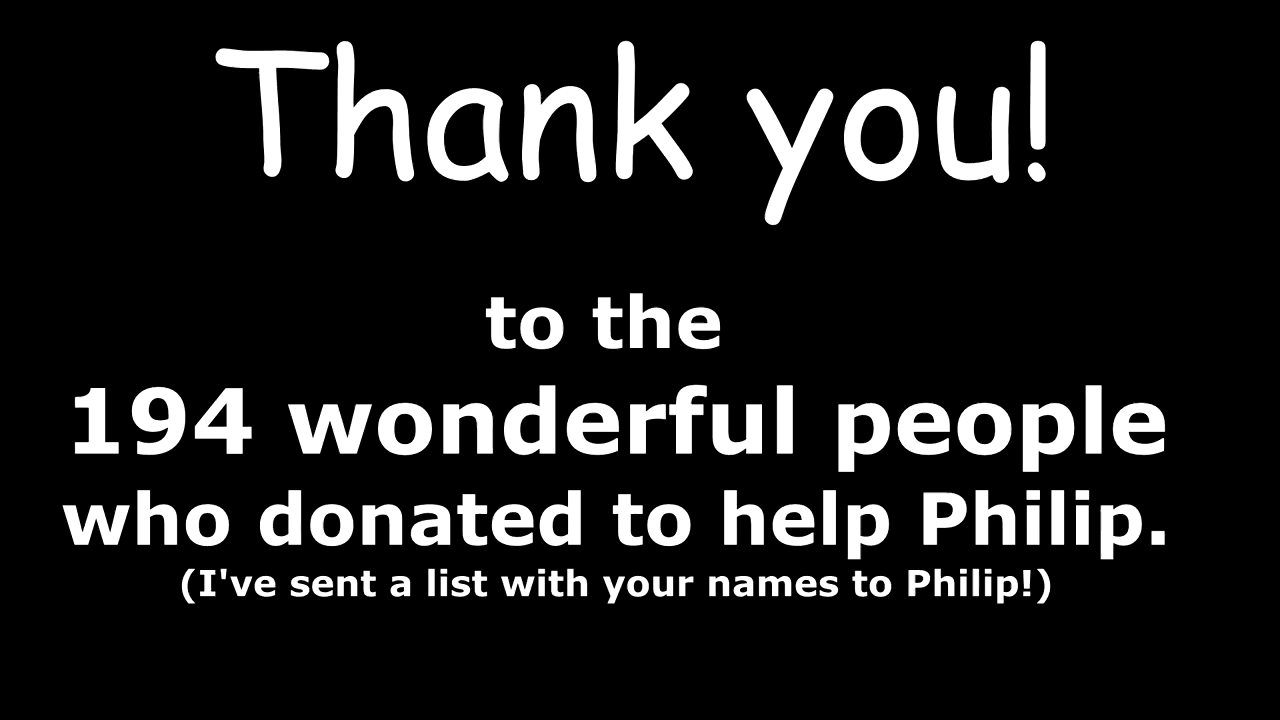 Thank you!
to the
194 wonderful people
who donated to help Philip.
(I've sent a list with your names to Philip!)